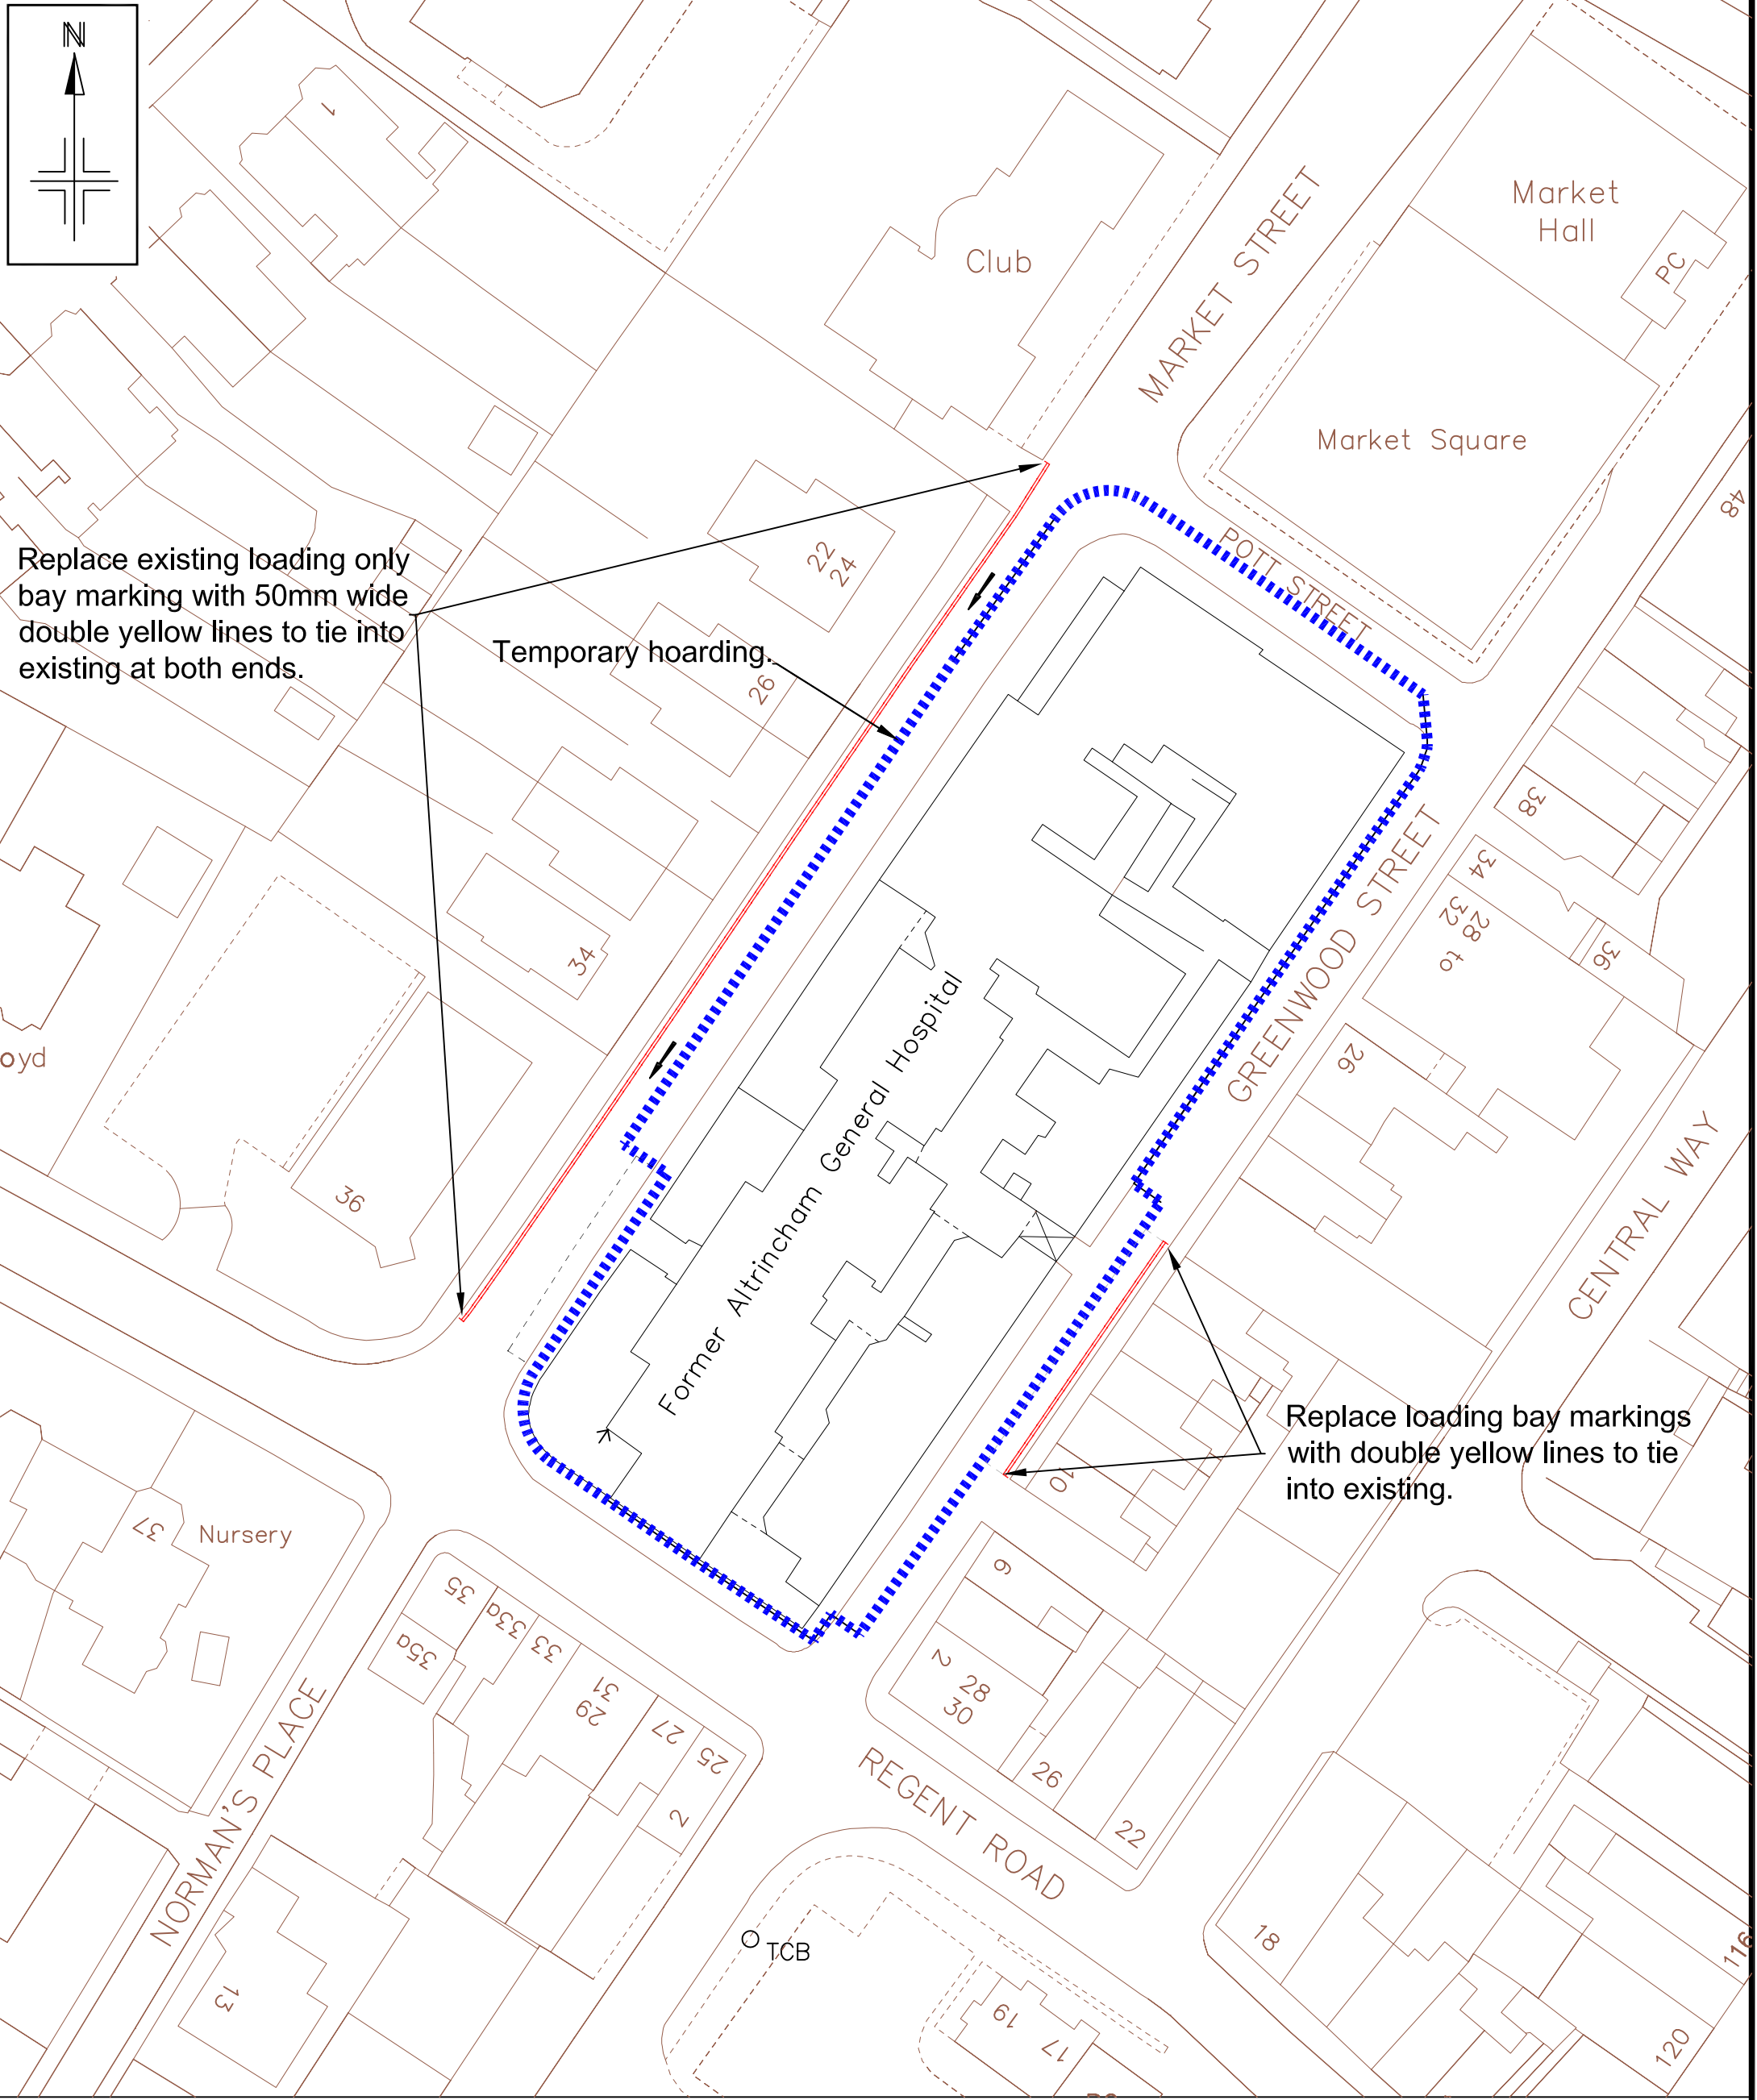 N
1
Club
MARKET STREET
Market
Hall
PC
Market Square
48
POTT STREET
22
24
Replace existing loading only
bay marking with 50mm wide
double yellow lines to tie into
existing at both ends.
Temporary hoarding.
26
38
34
28 to
32
36
34
GREENWOOD STREET
26
oyd
36
Former Altrincham General Hospital
CENTRAL WAY
Replace loading bay markings
with double yellow lines to tie
into existing.
10
37
Nursery
35
33a
33
35a
31
29
27
25
2
6
2
28
30
26
22
NORMAN'S PLACE
REGENT ROAD
TCB
13
18
19
17
116
120